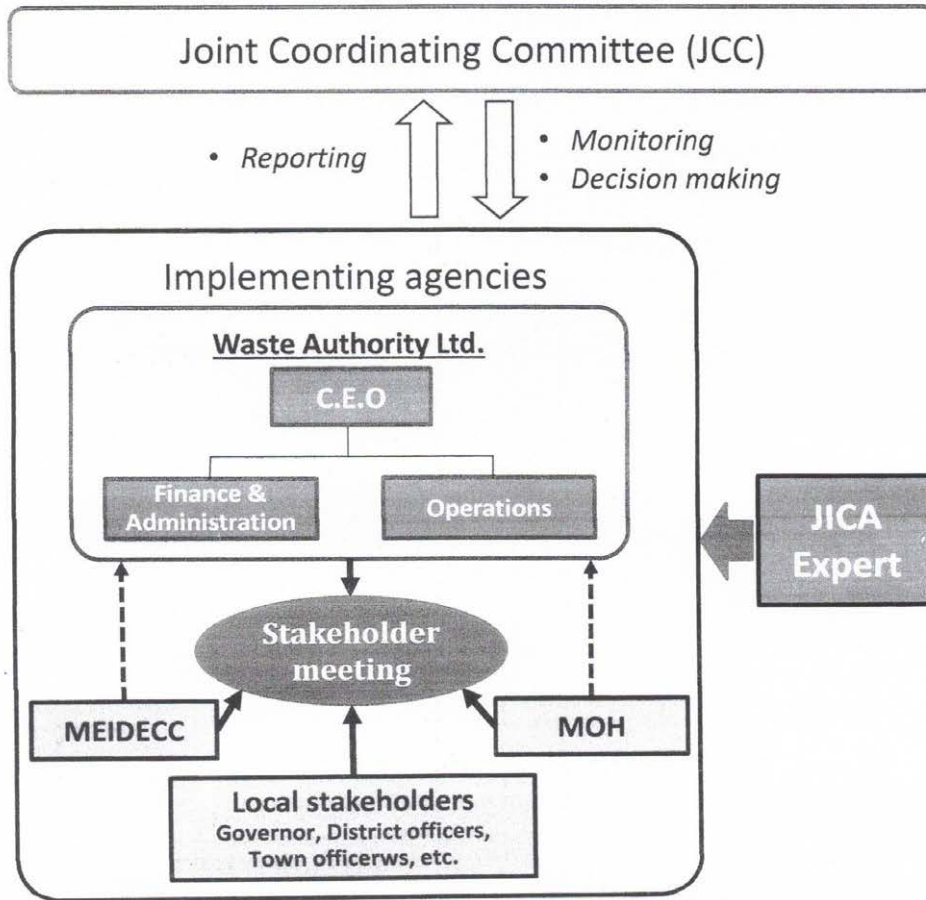 Joint Coordinating Committee (JCC)
• Reporting
• Monitoring
• Decision making
Implementing agencies
Waste Authority Ltd.
C.E.O
Finance &
Administration
Operations
JICA
Expert
Stakeholder
meeting
MEIDECC
MOH
Local stakeholders
Governor, District officers,
Town officerws, etc.